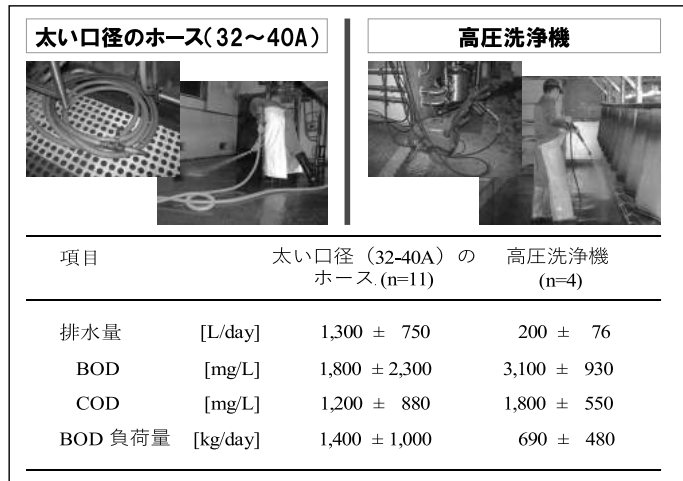 太い口径のホース(32～40A)
高圧洗浄機
項目 太い口径（32-40A）の 高圧洗浄機
ホース.(n=11) (n=4)
排水量 [L/day] 1,300 ± 750 200 ± 76
BOD [mg/L] 1,800 ± 2,300 3,100 ± 930
COD [mg/L] 1,200 ± 880 1,800 ± 550
BOD 負荷量 [kg/day] 1,400 ± 1,000 690 ± 480